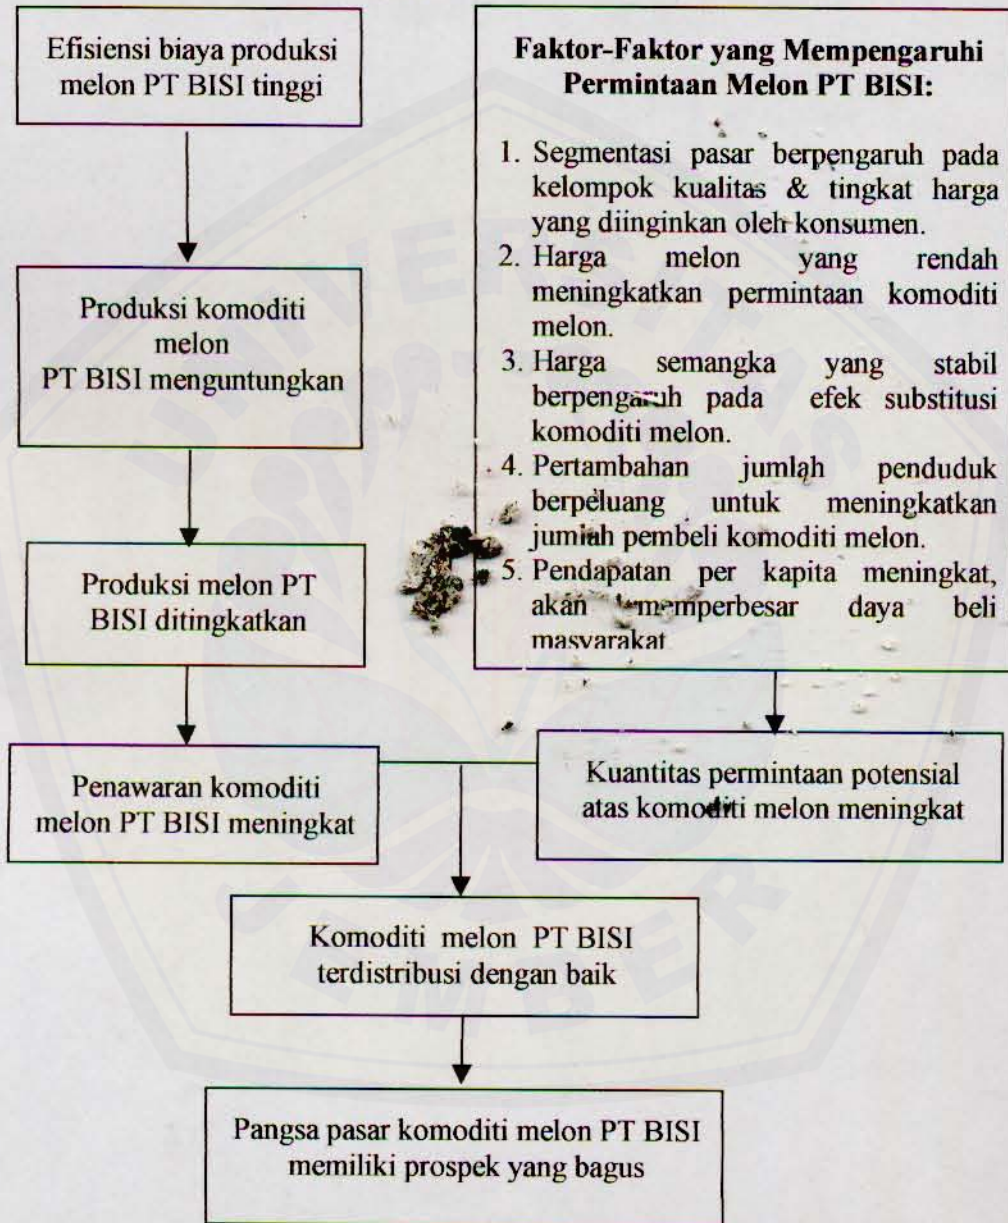 Efisiensi biaya produksi
melon PT BISI tinggi
Produksi komoditi
melon
PT BISI menguntungkan
Produksi melon PT
BISI ditingkatkan
Penawaran komoditi
melon PT BISI meningkat
Faktor-Faktor yang Mempengaruhi
Permintaan Melon PT BISI:
1. Segmentasi pasar berpengaruh pada
kelompok kualitas & tingkat harga
yang diinginkan oleh konsumen.
2. Harga melon yang rendah
meningkatkan permintaan komoditi
melon.
3. Harga semangka yang stabil
berpengaruh pada efek substitusi
komoditi melon.
4. Pertambahan jumlah penduduk
berpeluang untuk meningkatkan
jumlah pembeli komoditi melon.
5. Pendapatan per kapita meningkat,
akan memperbesar daya beli
masyarakat
Kuantitas permintaan potensial
atas komoditi melon meningkat
Komoditi melon PT BISI
terdistribusi dengan baik
Pangsa pasar komoditi melon PT BISI
memiliki prospek yang bagus
UNIVERSITAS
JEMBER